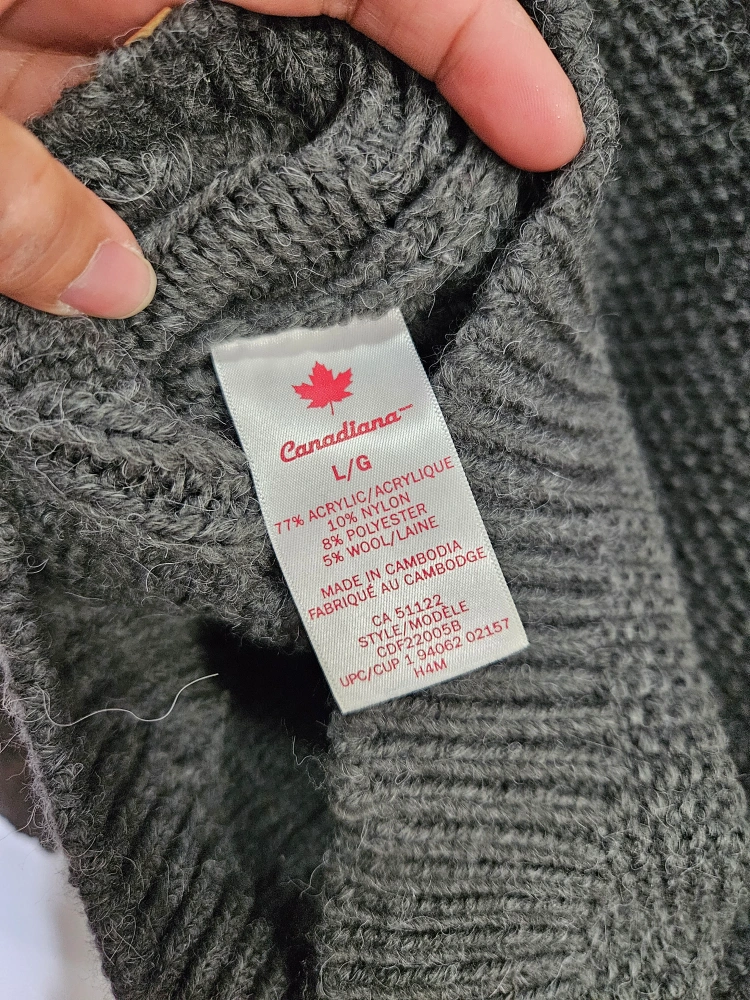 Canadiana™
L/G
77% ACRYLIC/ACRYLIQUE
10% NYLON
8% POLYESTER
5% WOOL/LAINE
MADE IN CAMBODIA
FABRIQUÉ AU CAMBODGE
CA 51122
STYLE/MODÈLE
CDF22005B
UPC/CUP 1 94062 02157
H4M